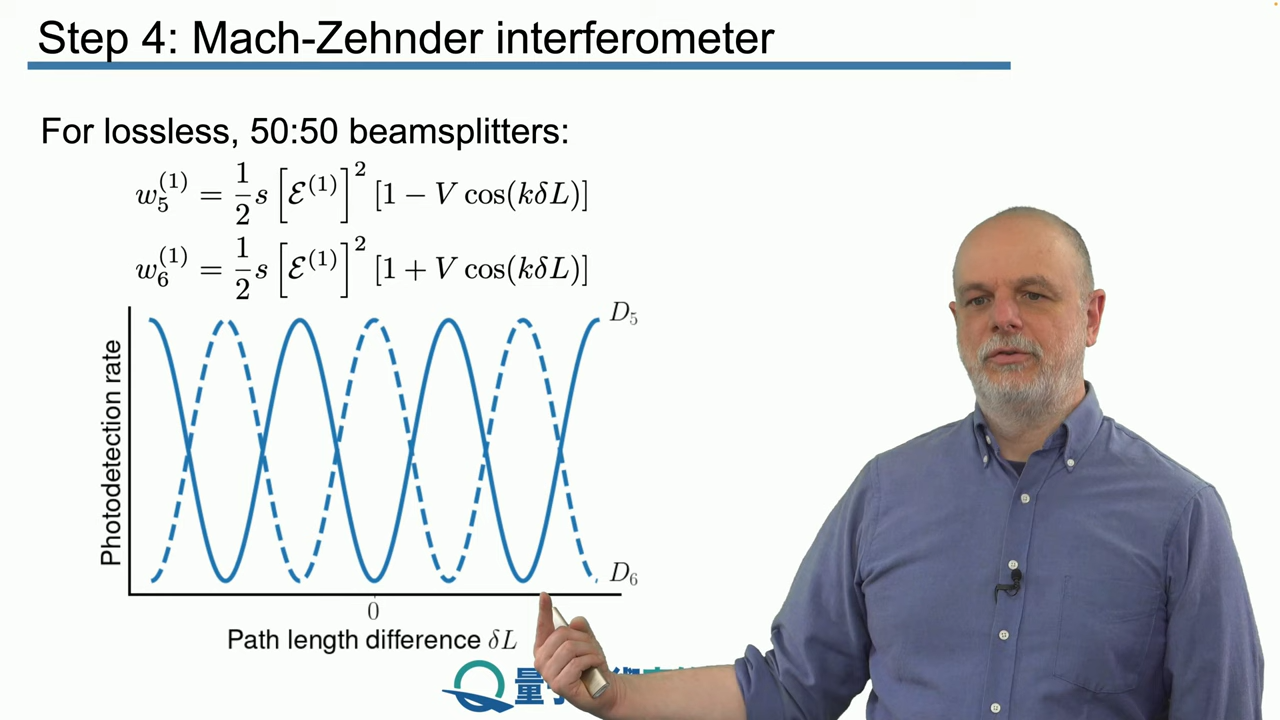 Step 4: Mach-Zehnder interferometer
For lossless, 50:50 beamsplitters:
w_5^{(1)} = \frac{1}{2} s [\mathcal{E}^{(1)}]^2 [1 − V cos(kδL)]
w_6^{(1)} = \frac{1}{2} s [\mathcal{E}^{(1)}]^2 [1 + V cos(kδL)]
D_5
Photodetection rate
D_6
0
Path length difference δL
量